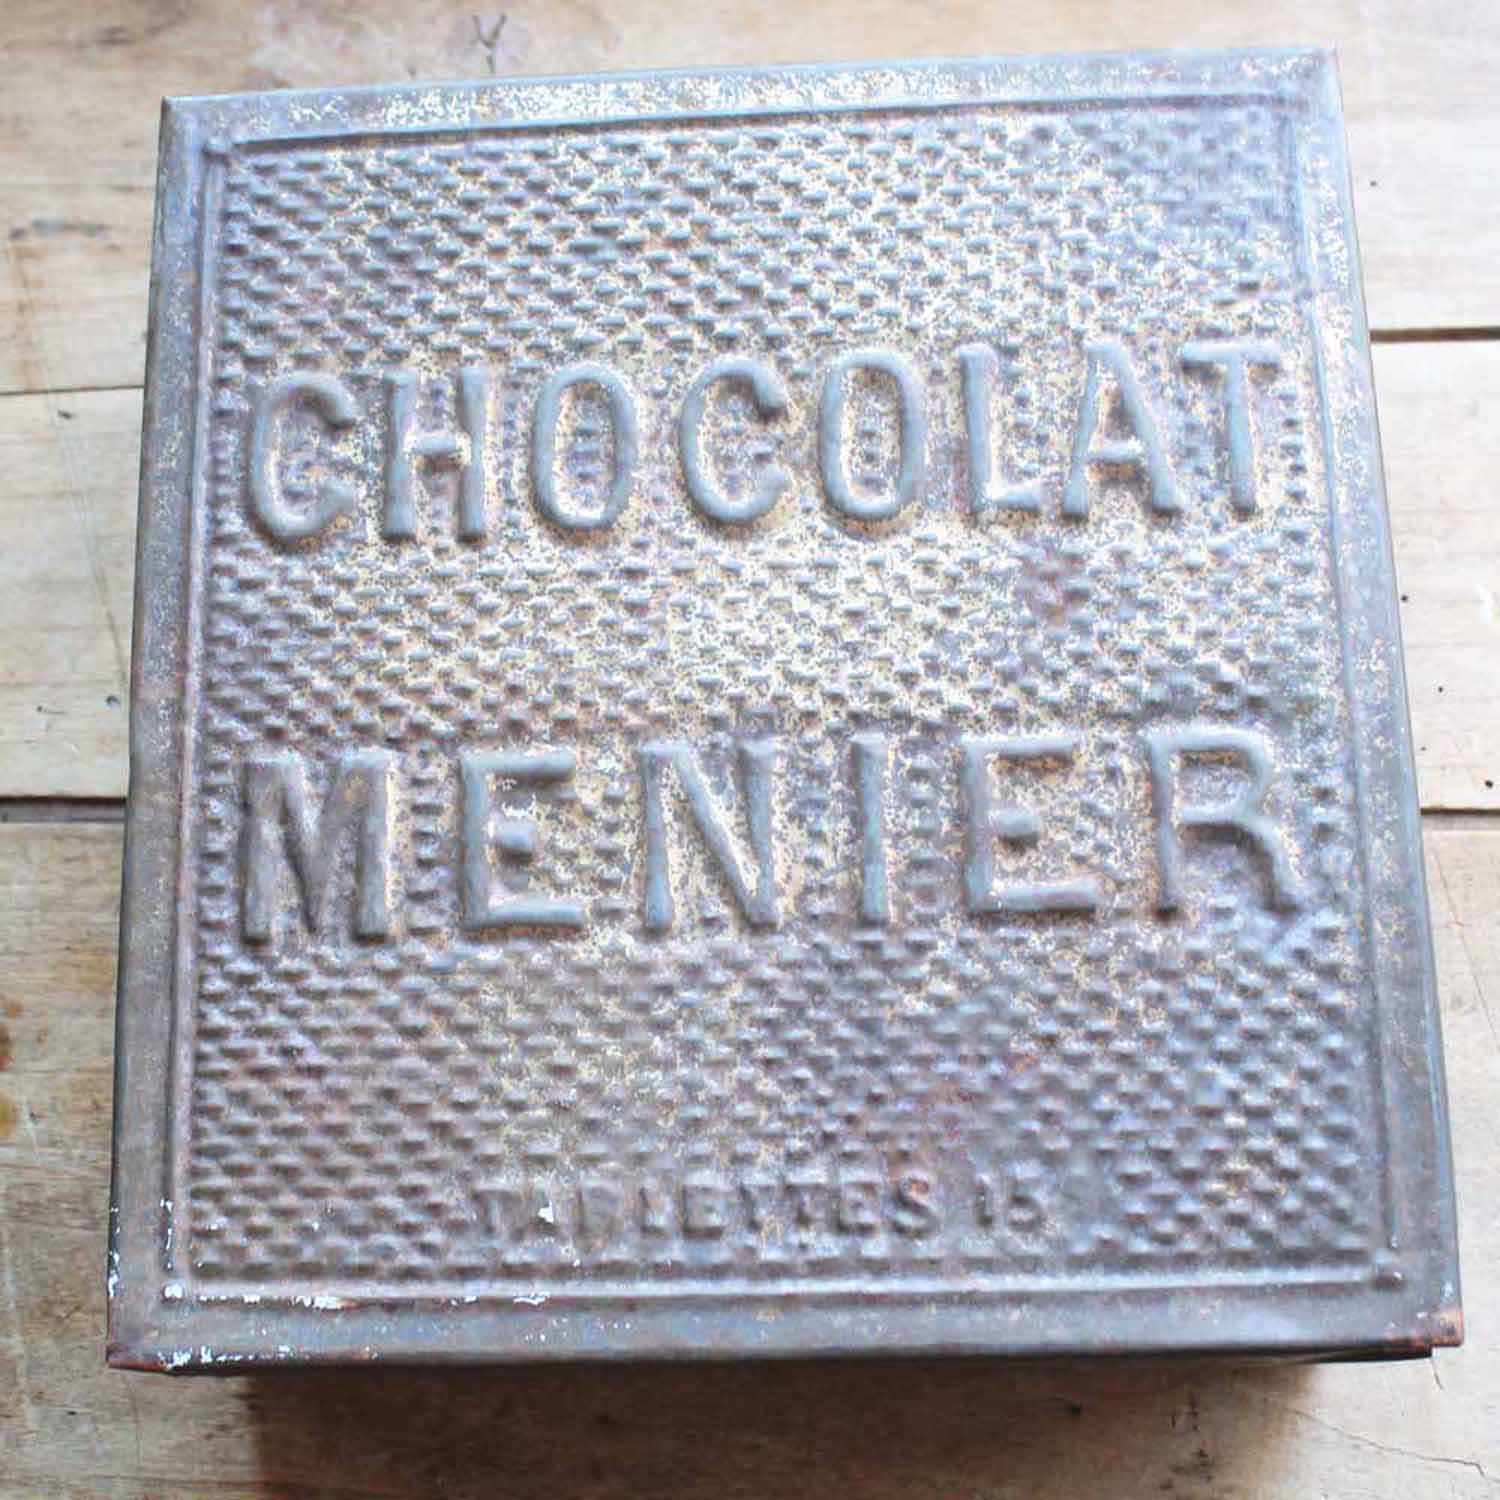 CHOCOLAT
MENIER
TABLETTES 15